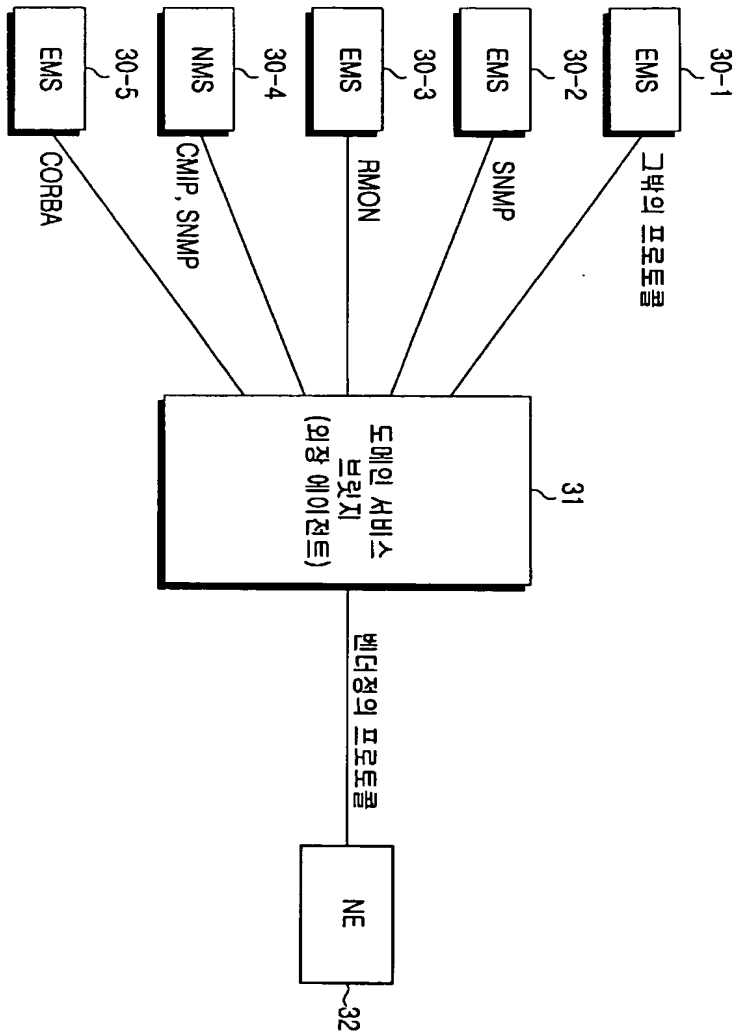 30-1
EMS
그밖의 프로토콜
30-2
EMS
SNMP
30-3
EMS
RMON
30-4
NMS
CMIP, SNMP
30-5
EMS
CORBA
31
도메인 서비스
브릿지
(외장 에이전트)
벤더정의 프로토콜
NE
32